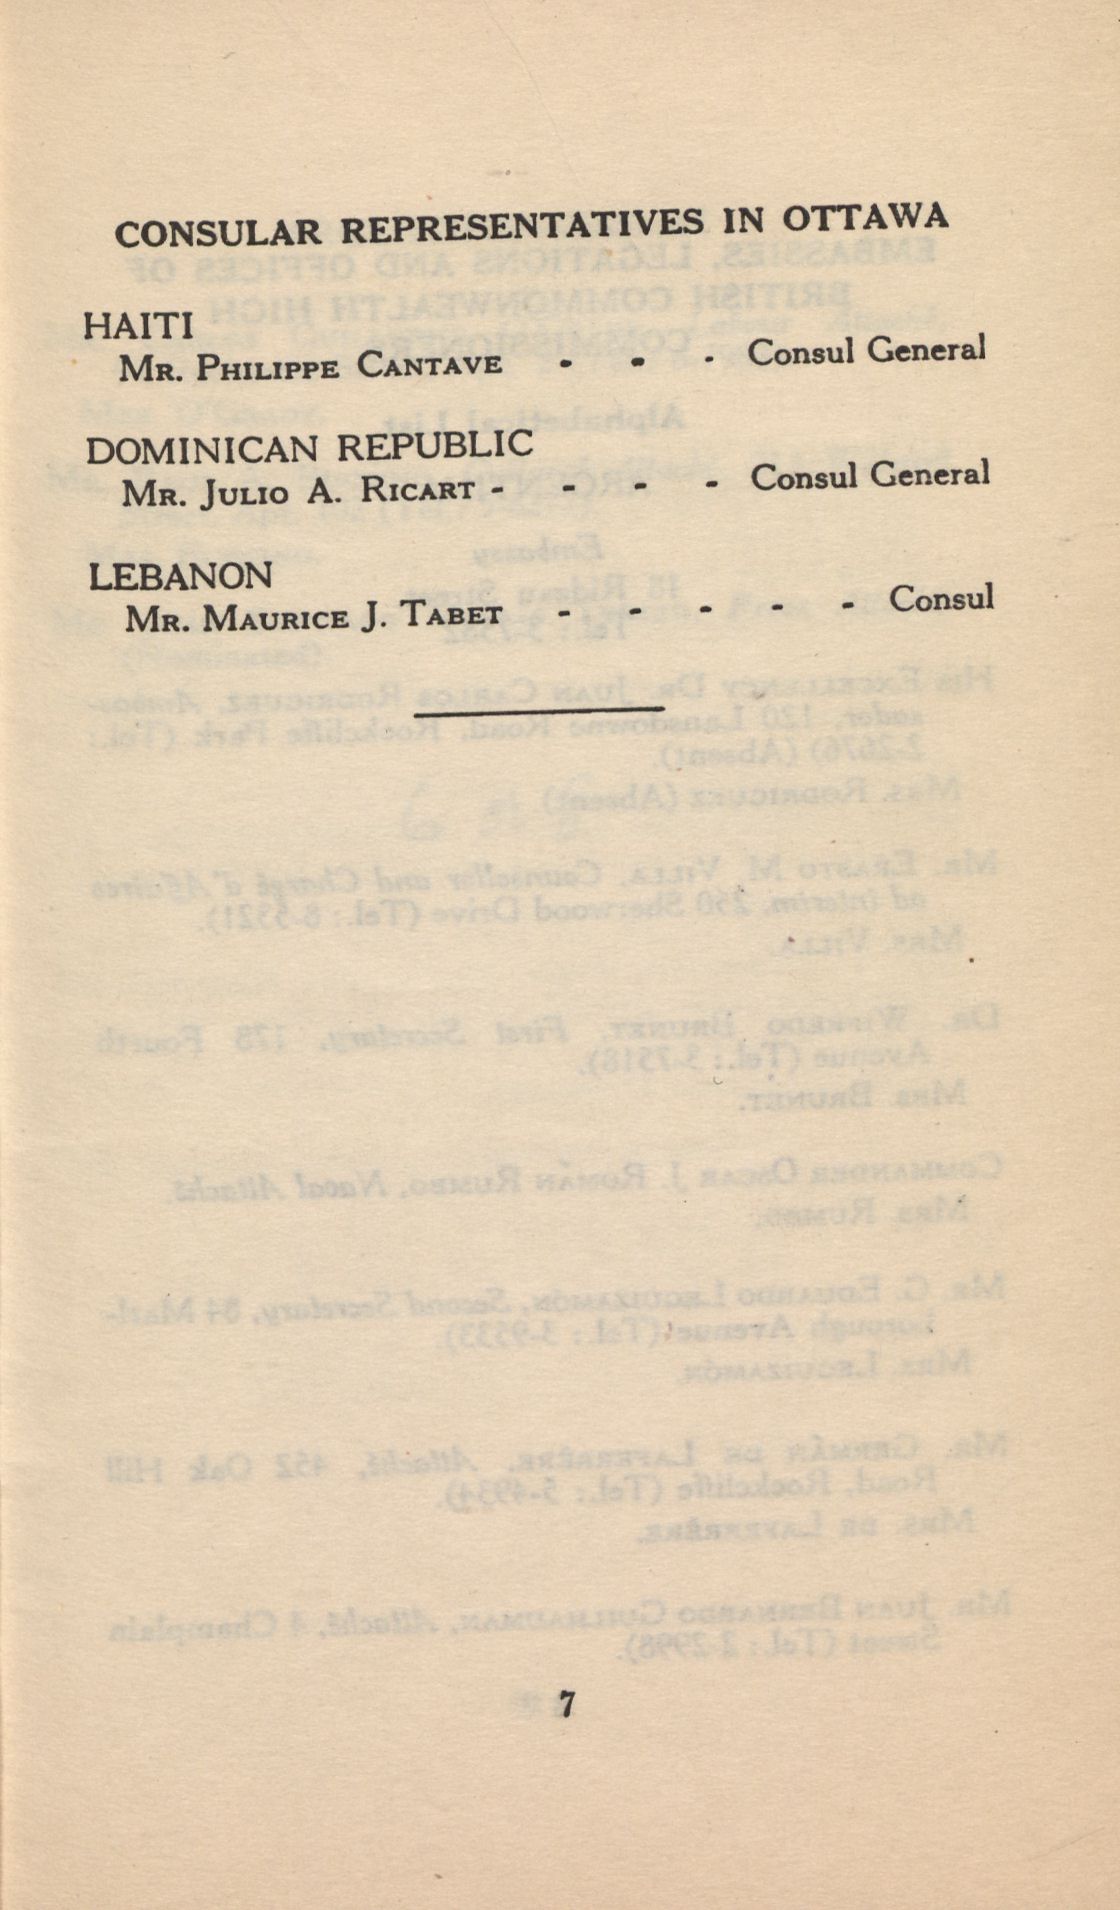 CONSULAR REPRESENTATIVES IN OTTAWA
HAITI
Mr. Philippe Cantave - - - Consul General
DOMINICAN REPUBLIC
Mr. Julio A. Ricart - - - - Consul General
LEBANON
Mr. Maurice J. Tabet - - - - - Consul
7